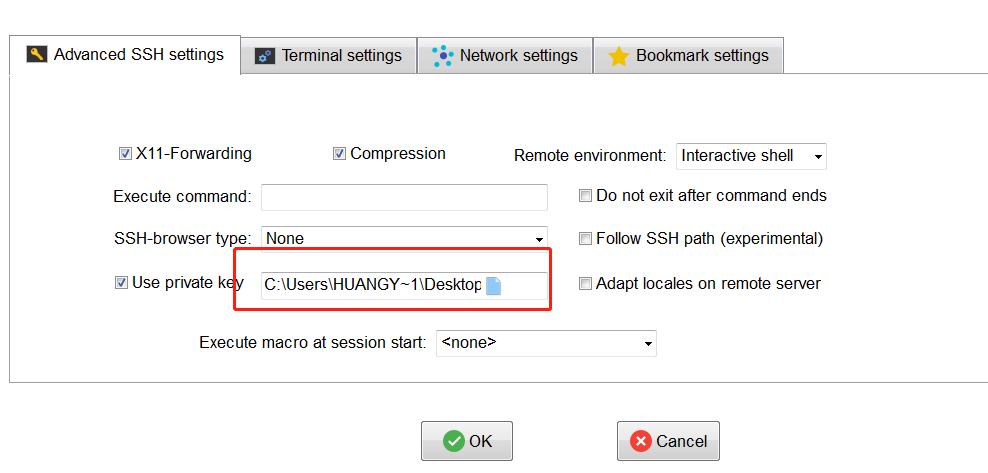 Advanced SSH settings Terminal settings Network settings Bookmark settings
X11-Forwarding Compression Remote environment: Interactive shell
Execute command: Do not exit after command ends
SSH-browser type: None Follow SSH path (experimental)
Use private key C:\Users\HUANGY~1\Desktop Adapt locales on remote server
Execute macro at session start: <none>
OK Cancel